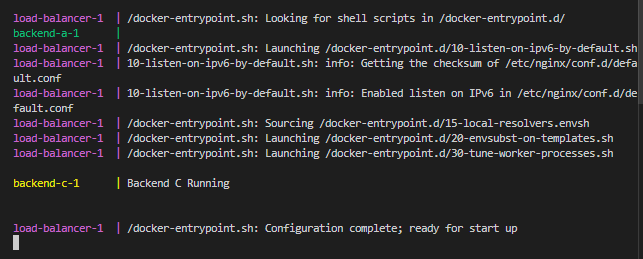 load-balancer-1  | /docker-entrypoint.sh: Looking for shell scripts in /docker-entrypoint.d/
backend-a-1      |
load-balancer-1  | /docker-entrypoint.sh: Launching /docker-entrypoint.d/10-listen-on-ipv6-by-default.sh
load-balancer-1  | 10-listen-on-ipv6-by-default.sh: info: Getting the checksum of /etc/nginx/conf.d/defa
ult.conf
load-balancer-1  | 10-listen-on-ipv6-by-default.sh: info: Enabled listen on IPv6 in /etc/nginx/conf.d/de
fault.conf
load-balancer-1  | /docker-entrypoint.sh: Sourcing /docker-entrypoint.d/15-local-resolvers.envsh
load-balancer-1  | /docker-entrypoint.sh: Launching /docker-entrypoint.d/20-envsubst-on-templates.sh
load-balancer-1  | /docker-entrypoint.sh: Launching /docker-entrypoint.d/30-tune-worker-processes.sh
backend-c-1      | Backend C Running
load-balancer-1  | /docker-entrypoint.sh: Configuration complete; ready for start up